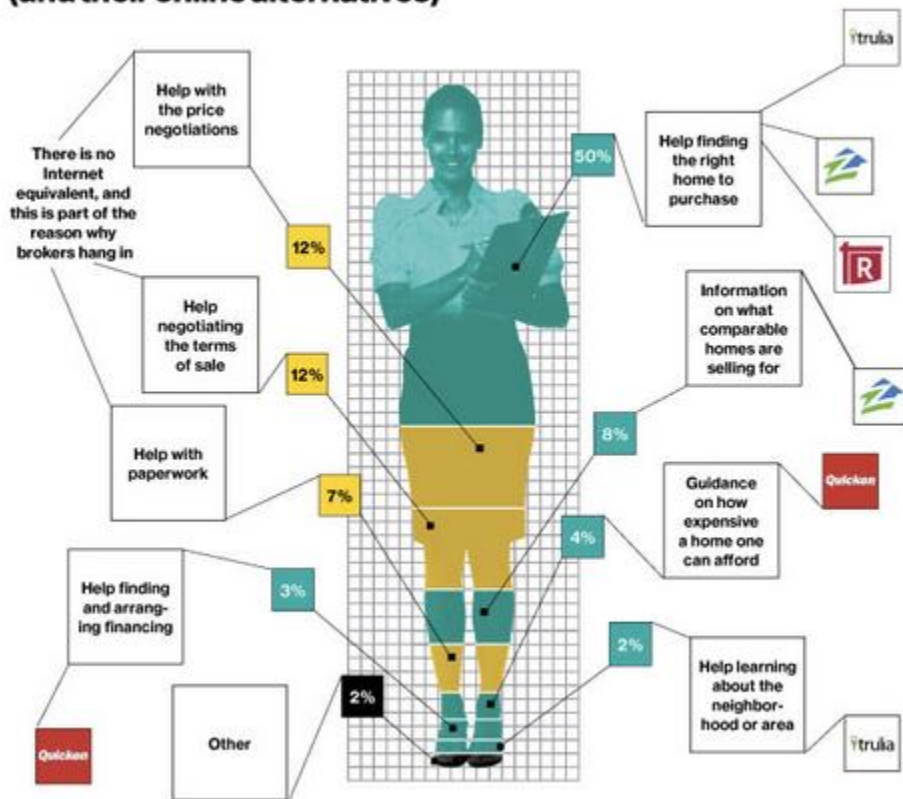 (and their online alternatives)
Help with
the price
negotiations
There is no
Internet
equivalent, and
this is part of the
reason why
brokers hang in
12%
Help
negotiating
the terms
of sale
12%
Help with
paperwork
7%
Help finding
and arrang-
ing financing
3%
Quicken
Other
2%
50%
Help finding
the right
home to
purchase
trulia
R
Information
on what
comparable
homes are
selling for
8%
Guidance
on how
expensive
a home one
can afford
Quicken
4%
2%
Help learning
about the
neighbor-
hood or area
trulia